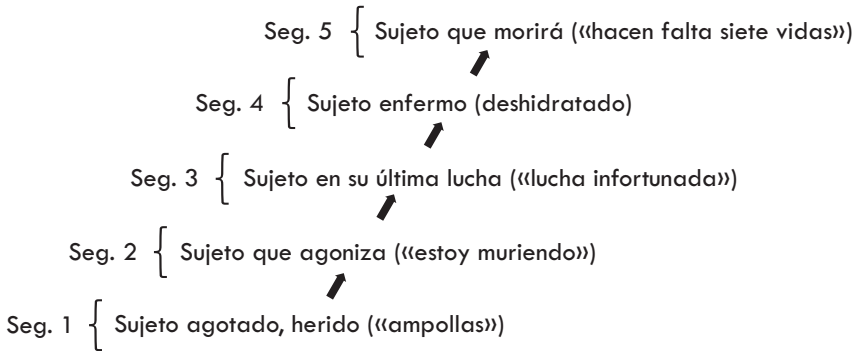 Seg. 5 Sujeto que morirá («hacen falta siete vidas»)
Seg. 4 Sujeto enfermo (deshidratado)
Seg. 3 Sujeto en su última lucha («lucha infortunada»)
Seg. 2 Sujeto que agoniza («estoy muriendo»)
Seg. 1 Sujeto agotado, herido («ampollas»)